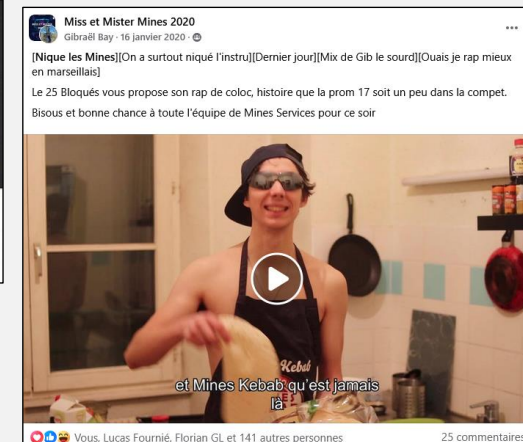 Miss et Mister Mines 2020
Gibraël Bay · 16 janvier 2020 ·
[Nique les Mines][On a surtout niqué l'instru][Dernier jour][Mix de Gib le sourd][Ouais je rap mieux
en marseillais]
Le 25 Bloqués vous propose son rap de coloc, histoire que la prom 17 soit un peu dans la compet.
Bisous et bonne chance à toute l'équipe de Mines Services pour ce soir
Kebab
et Mines Kebab qu'est jamais
là
Vous, Lucas Fournié, Florian GL et 141 autres personnes
25 commentaires